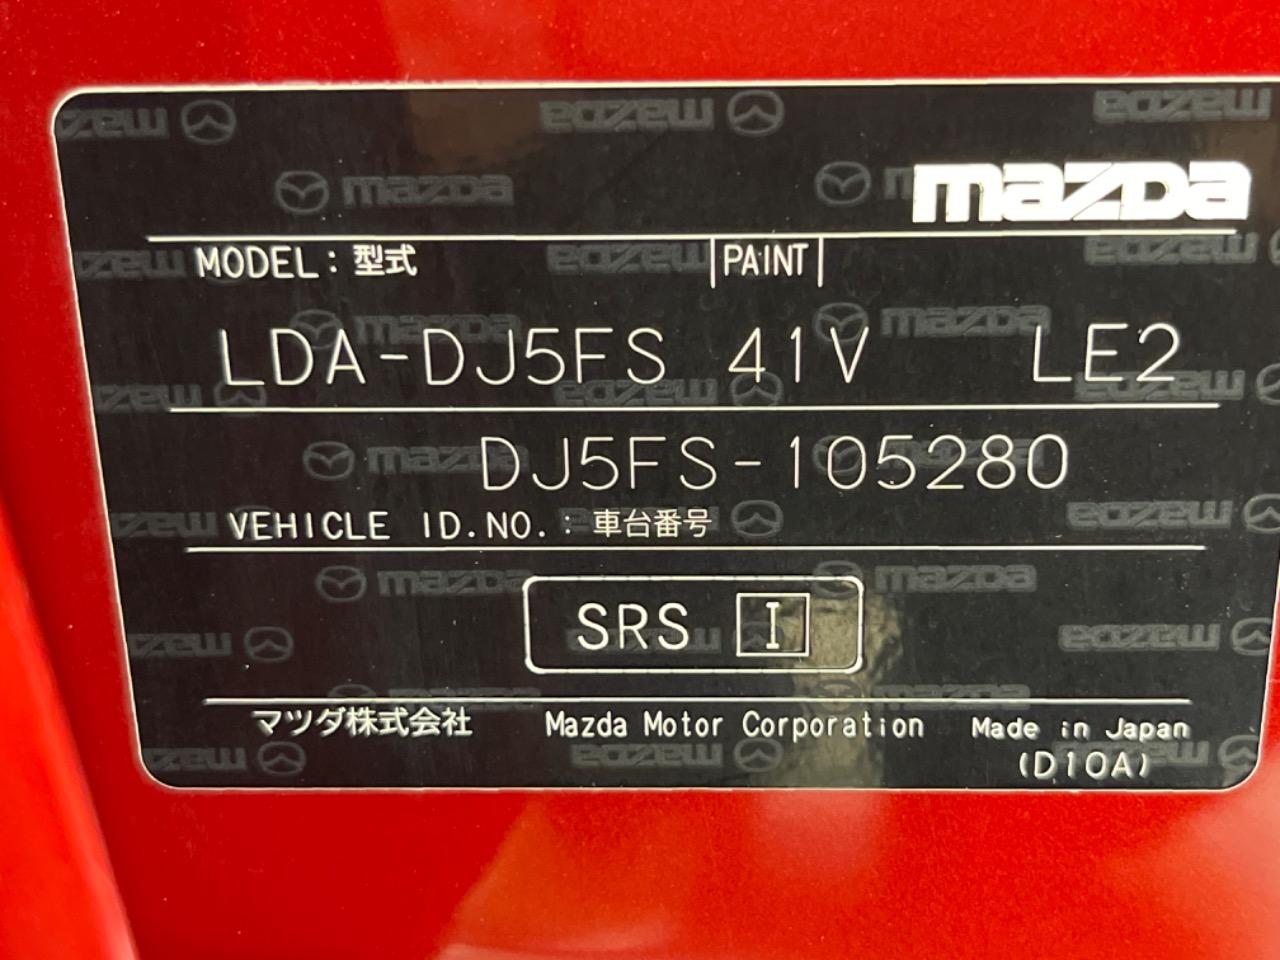 mazda
MODEL：型式 PAINT
LDA-DJ5FS 41V LE2
DJ5FS-105280
VEHICLE ID.NO.：車台番号
SRS I
マツダ株式会社 Mazda Motor Corporation Made in Japan
(D10A)